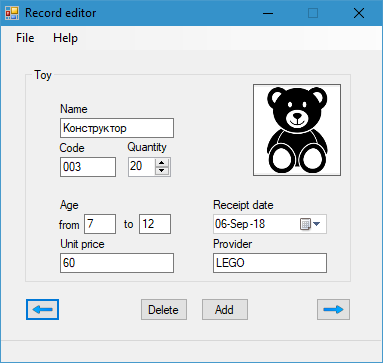 Record editor
File Help
Toy
Name
Конструктор
Code Quantity
003 20
Age Receipt date
from 7 to 12 06-Sep-18
Unit price Provider
60 LEGO
Delete Add